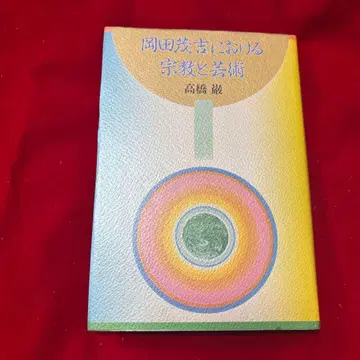 岡田茂吉における
宗教と芸術
高橋 巖